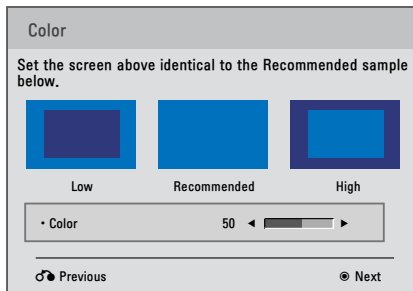 Color
Set the screen above identical to the Recommended sample
below.
Low Recommended High
• Color 50 ◄ ►
Previous ◉ Next